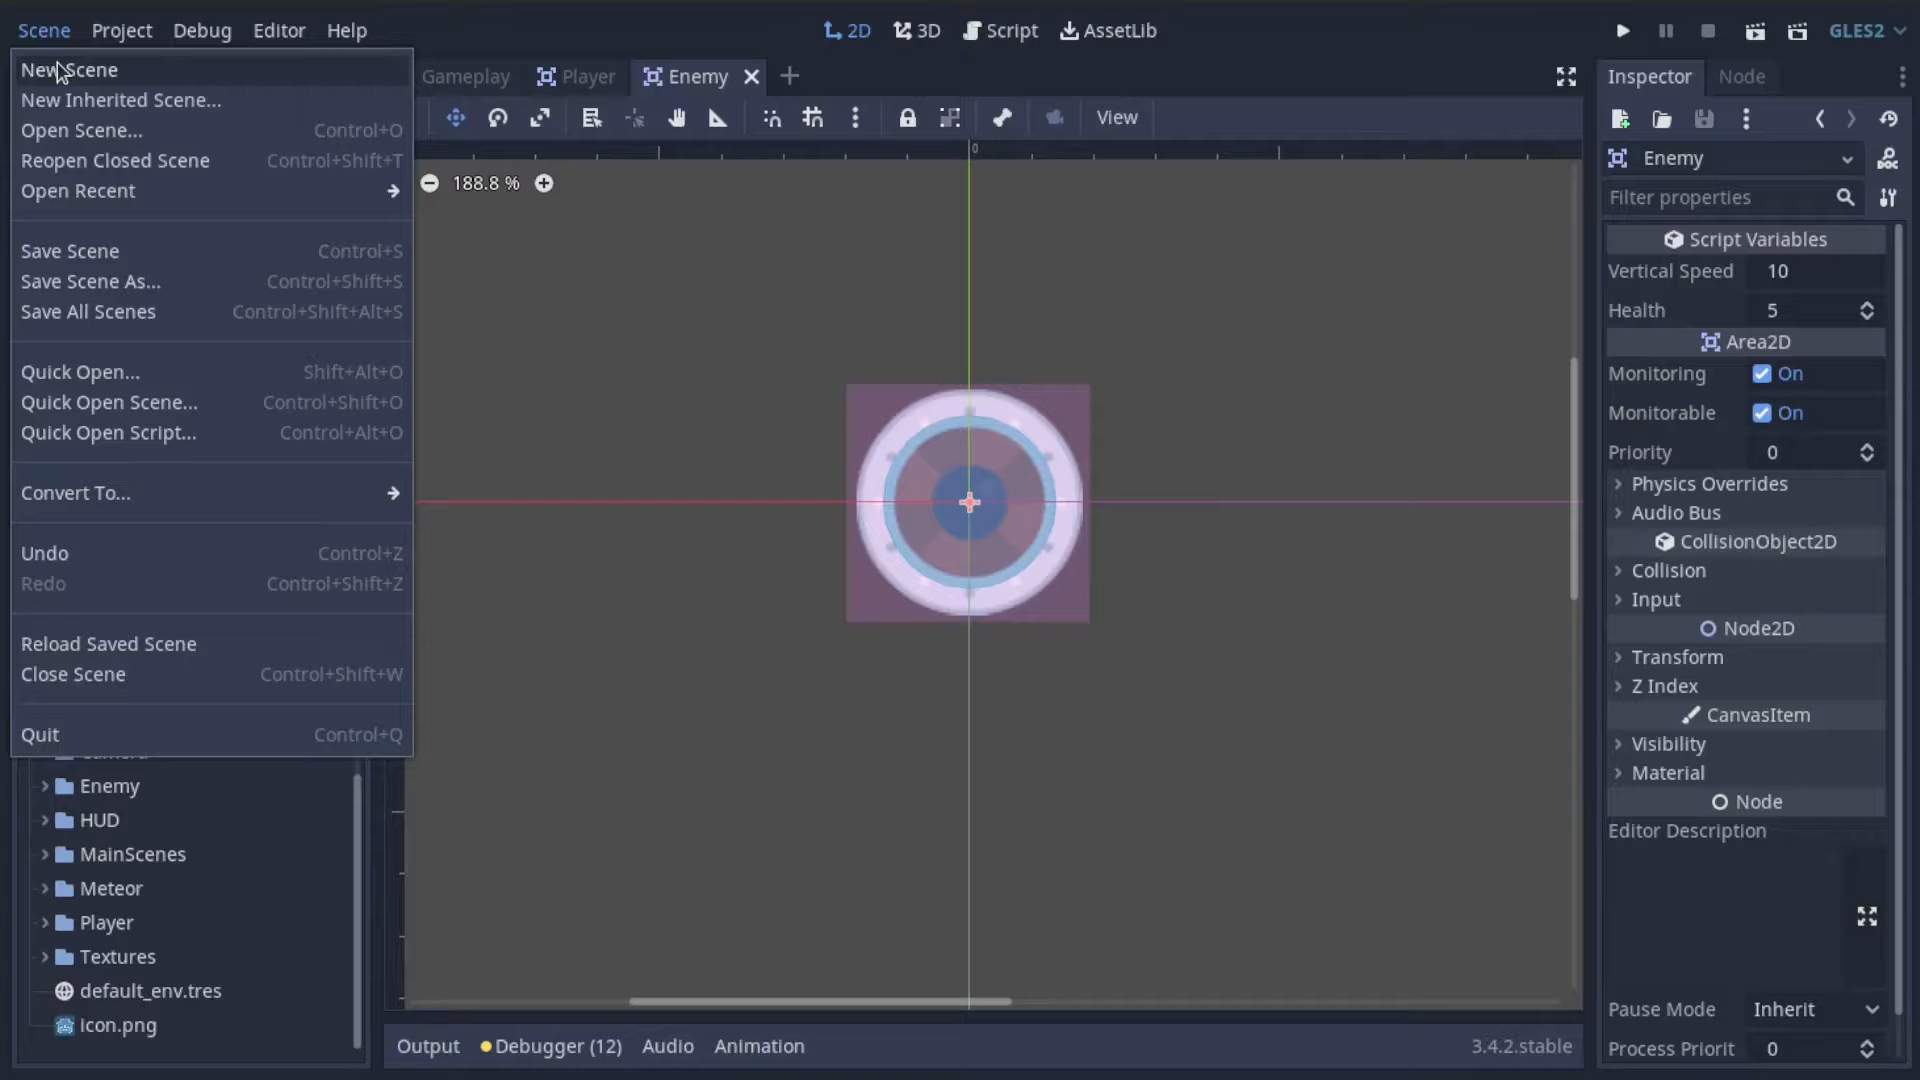 Scene Project Debug Editor Help
2D 3D Script AssetLib
GLES2
New Scene
New Inherited Scene...
Open Scene... Control+O
Reopen Closed Scene Control+Shift+T
Open Recent
Save Scene Control+S
Save Scene As... Control+Shift+S
Save All Scenes Control+Shift+Alt+S
Quick Open... Shift+Alt+O
Quick Open Scene... Control+Shift+O
Quick Open Script... Control+Alt+O
Convert To...
Undo Control+Z
Redo Control+Shift+Z
Reload Saved Scene
Close Scene Control+Shift+W
Quit Control+Q
Enemy
HUD
MainScenes
Meteor
Player
Textures
default_env.tres
icon.png
Gameplay Player Enemy
View
0
188.8 %
Output Debugger (12) Audio Animation 3.4.2.stable
Inspector Node
Enemy
Filter properties
Script Variables
Vertical Speed 10
Health 5
Area2D
Monitoring On
Monitorable On
Priority 0
Physics Overrides
Audio Bus
CollisionObject2D
Collision
Input
Node2D
Transform
Z Index
CanvasItem
Visibility
Material
Node
Editor Description
Pause Mode Inherit
Process Priorit 0